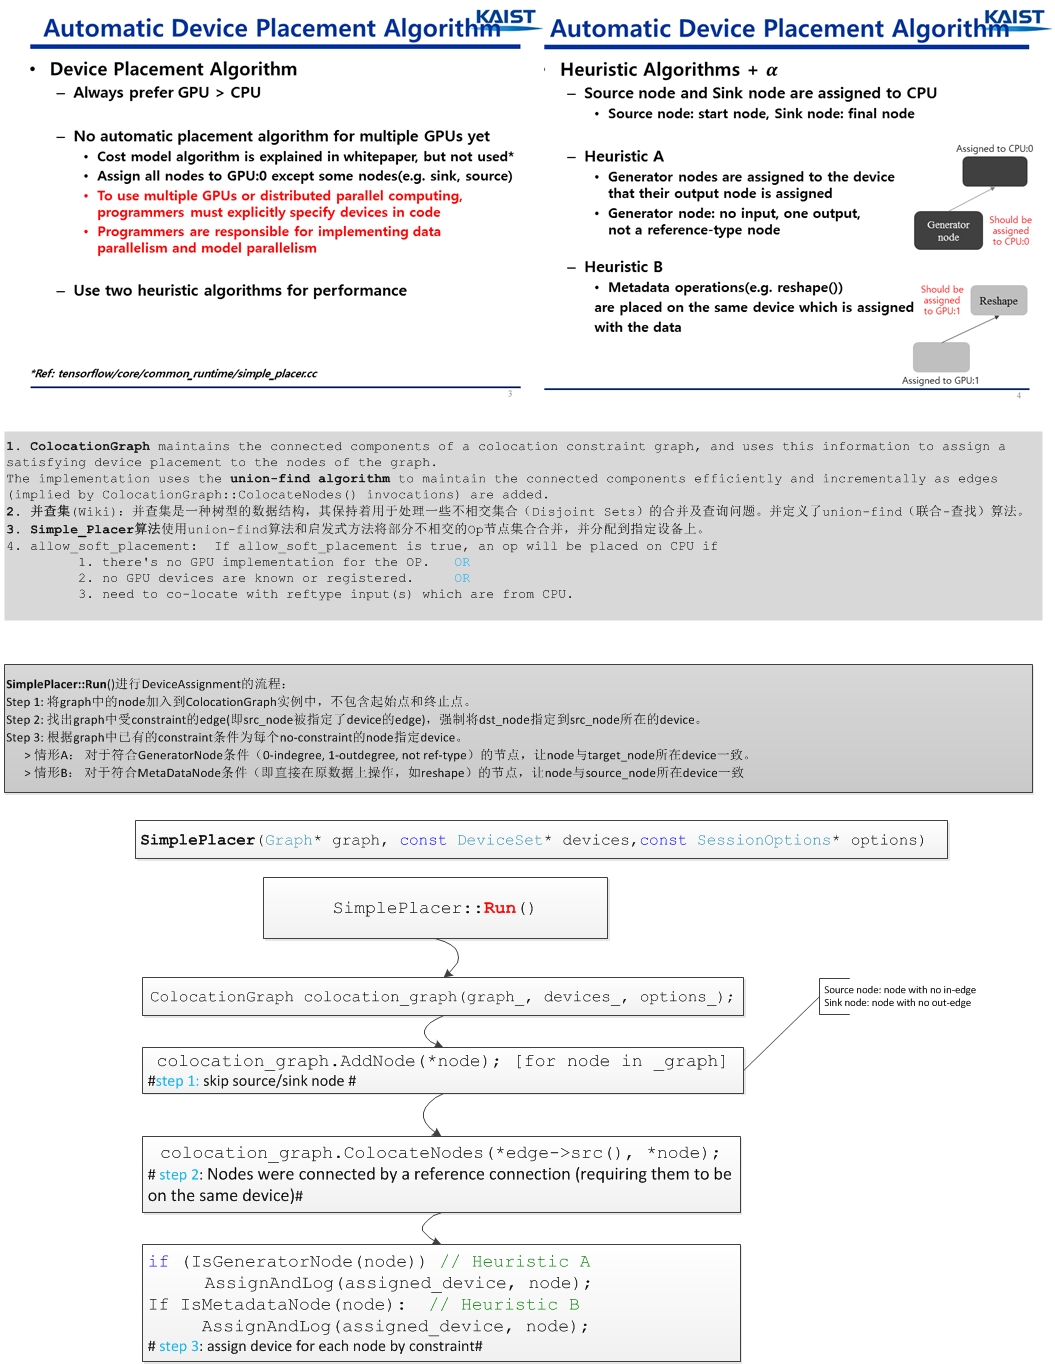 Automatic Device Placement Algorithm
KAIST
• Device Placement Algorithm
– Always prefer GPU > CPU
– No automatic placement algorithm for multiple GPUs yet
• Cost model algorithm is explained in whitepaper, but not used*
• Assign all nodes to GPU:0 except some nodes(e.g. sink, source)
• To use multiple GPUs or distributed parallel computing,
programmers must explicitly specify devices in code
• Programmers are responsible for implementing data
parallelism and model parallelism
– Use two heuristic algorithms for performance
*Ref: tensorflow/core/common_runtime/simple_placer.cc
3
Automatic Device Placement Algorithm
KAIST
Heuristic Algorithms + α
– Source node and Sink node are assigned to CPU
• Source node: start node, Sink node: final node
– Heuristic A
• Generator nodes are assigned to the device
that their output node is assigned
• Generator node: no input, one output,
not a reference-type node
Assigned to CPU:0
Generator
node
Should be
assigned
to CPU:0
– Heuristic B
• Metadata operations(e.g. reshape())
are placed on the same device which is assigned
with the data
Should be
assigned
to GPU:1
Reshape
Assigned to GPU:1
4
1. ColocationGraph maintains the connected components of a colocation constraint graph, and uses this information to assign a
satisfying device placement to the nodes of the graph.
The implementation uses the union-find algorithm to maintain the connected components efficiently and incrementally as edges
(implied by ColocationGraph::ColocateNodes() invocations) are added.
2. 并查集(Wiki)：并查集是一种树型的数据结构，其保持着用于处理一些不相交集合（Disjoint Sets）的合并及查询问题。并定义了union-find（联合-查找）算法。
3. Simple_Placer算法使用union-find算法和启发式方法将部分不相交的Op节点集合合并，并分配到指定设备上。
4. allow_soft_placement: If allow_soft_placement is true, an op will be placed on CPU if
1. there's no GPU implementation for the OP. OR
2. no GPU devices are known or registered. OR
3. need to co-locate with reftype input(s) which are from CPU.
SimplePlacer::Run()进行DeviceAssignment的流程：
Step 1: 将graph中的node加入到ColocationGraph实例中，不包含起始点和终止点。
Step 2: 找出graph中受constraint的edge(即src_node被指定了device的edge)，强制将dst_node指定到src_node所在的device。
Step 3: 根据graph中已有的constraint条件为每个no-constraint的node指定device。
> 情形A： 对于符合GeneratorNode条件（0-indegree, 1-outdegree, not ref-type）的节点，让node与target_node所在device一致。
> 情形B： 对于符合MetaDataNode条件（即直接在原数据上操作，如reshape）的节点，让node与source_node所在device一致
SimplePlacer(Graph* graph, const DeviceSet* devices,const SessionOptions* options)
SimplePlacer::Run()
ColocationGraph colocation_graph(graph_, devices_, options_);
Source node: node with no in-edge
Sink node: node with no out-edge
colocation_graph.AddNode(*node); [for node in _graph]
#step 1: skip source/sink node #
colocation_graph.ColocateNodes(*edge->src(), *node);
# step 2: Nodes were connected by a reference connection (requiring them to be
on the same device)#
if (IsGeneratorNode(node)) // Heuristic A
AssignAndLog(assigned_device, node);
If IsMetadataNode(node): // Heuristic B
AssignAndLog(assigned_device, node);
# step 3: assign device for each node by constraint#